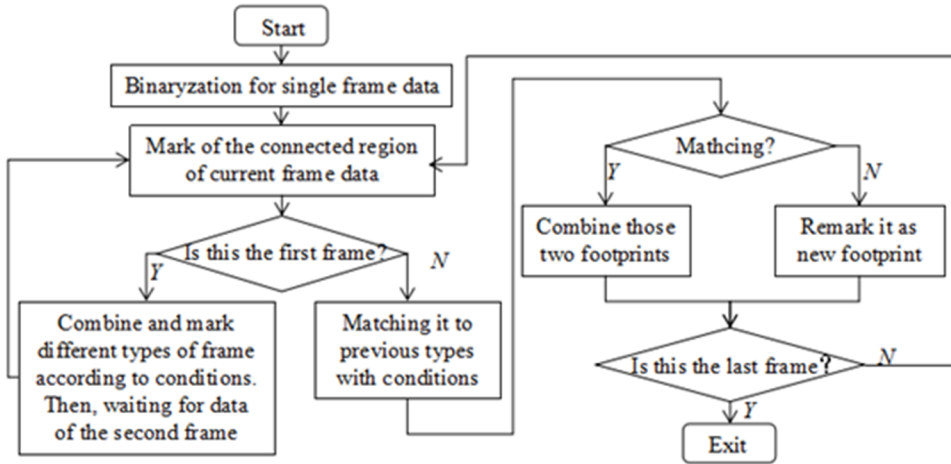 Start
Binaryzation for single frame data
Mark of the connected region
of current frame data
Is this the first frame?
Y
N
Combine and mark
different types of frame
according to conditions.
Then, waiting for data
of the second frame
Matching it to
previous types
with conditions
Mathcing?
Y
N
Combine those
two footprints
Remark it as
new footprint
Is this the last frame?
N
Y
Exit